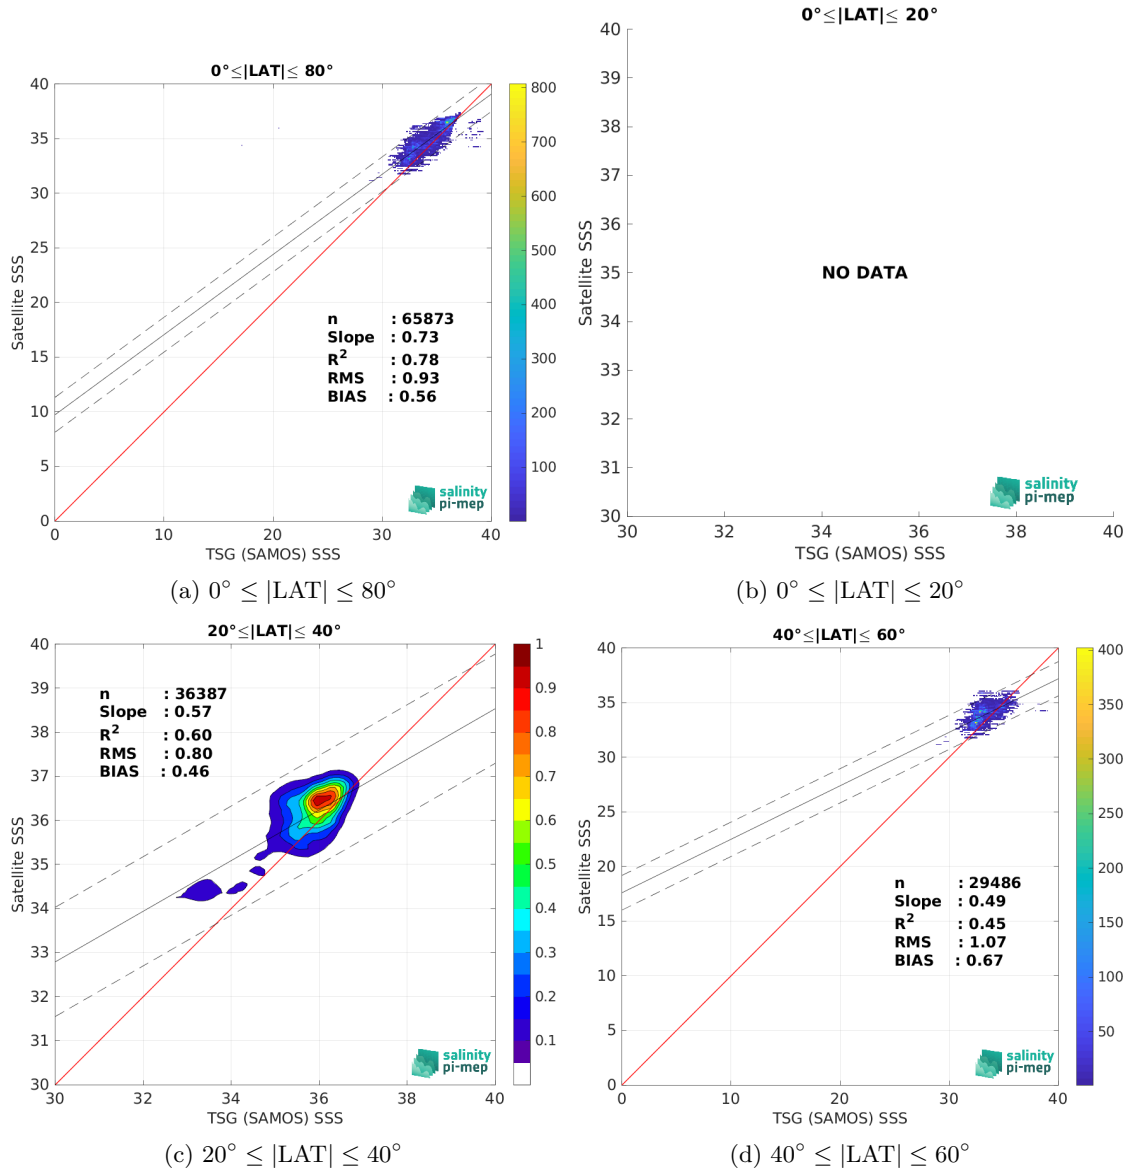 0°≤|LAT|≤ 80°
40
35
30
25
20
15
10
5
0
Satellite SSS
n : 65873
Slope : 0.73
R² : 0.78
RMS : 0.93
BIAS : 0.56
salinity
pi-mep
0 10 20 30 40
TSG (SAMOS) SSS
800
700
600
500
400
300
200
100
(a) 0° ≤ |LAT| ≤ 80°
0°≤|LAT|≤ 20°
40
39
38
37
36
35
34
33
32
31
30
Satellite SSS
NO DATA
salinity
pi-mep
30 32 34 36 38 40
TSG (SAMOS) SSS
(b) 0° ≤ |LAT| ≤ 20°
20°≤|LAT|≤ 40°
40
39
38
37
36
35
34
33
32
31
30
Satellite SSS
n : 36387
Slope : 0.57
R² : 0.60
RMS : 0.80
BIAS : 0.46
salinity
pi-mep
30 32 34 36 38 40
TSG (SAMOS) SSS
1
0.9
0.8
0.7
0.6
0.5
0.4
0.3
0.2
0.1
(c) 20° ≤ |LAT| ≤ 40°
40°≤|LAT|≤ 60°
40
35
30
25
20
15
10
5
0
Satellite SSS
n : 29486
Slope : 0.49
R² : 0.45
RMS : 1.07
BIAS : 0.67
salinity
pi-mep
0 10 20 30 40
TSG (SAMOS) SSS
400
350
300
250
200
150
100
50
(d) 40° ≤ |LAT| ≤ 60°